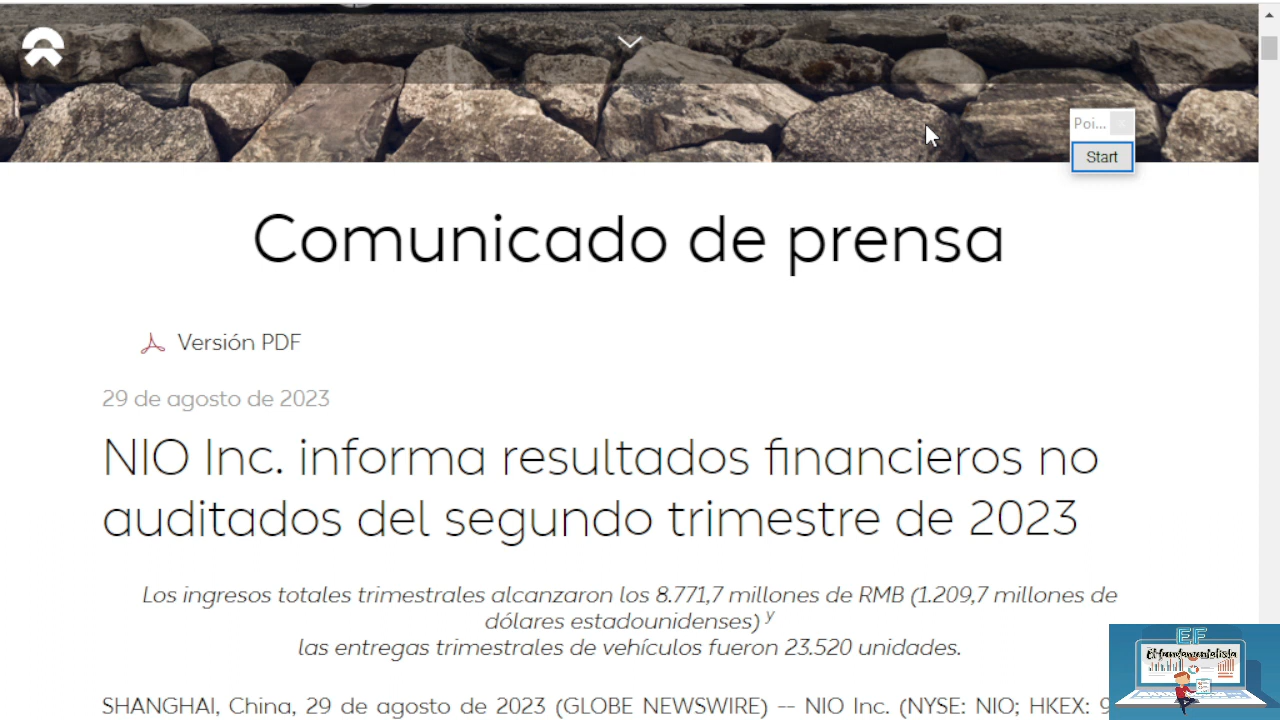 Poi...
Start
Comunicado de prensa
Versión PDF
29 de agosto de 2023
NIO Inc. informa resultados financieros no
auditados del segundo trimestre de 2023
Los ingresos totales trimestrales alcanzaron los 8.771,7 millones de RMB (1.209,7 millones de
dólares estadounidenses) y
las entregas trimestrales de vehículos fueron 23.520 unidades.
SHANGHAI, China, 29 de agosto de 2023 (GLOBE NEWSWIRE) -- NIO Inc. (NYSE: NIO; HKEX: 9
EF
El fundamentalista